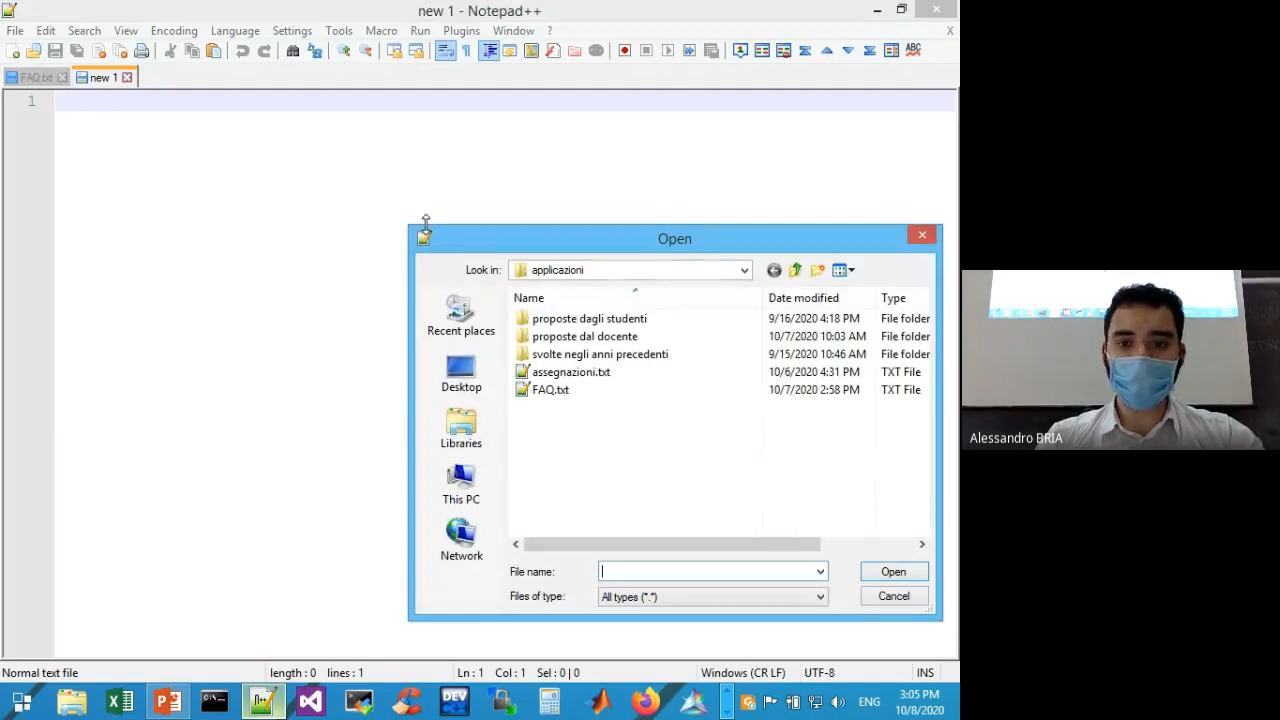 new 1 - Notepad++
File Edit Search View Encoding Language Settings Tools Macro Run Plugins Window ? X
ABC
FAQ.txt new 1
1
Open
Look in: applicazioni
Name Date modified Type
proposte dagli studenti 9/16/2020 4:18 PM File folder
proposte dal docente 10/7/2020 10:03 AM File folder
svolte negli anni precedenti 9/15/2020 10:46 AM File folder
assegnazioni.txt 10/6/2020 4:31 PM TXT File
FAQ.txt 10/7/2020 2:58 PM TXT File
Recent places
Desktop
Libraries
This PC
Network
File name: Open
Files of type: All types (*.*) Cancel
Alessandro BRIA
Normal text file length : 0 lines : 1 Ln : 1 Col : 1 Sel : 0 | 0 Windows (CR LF) UTF-8 INS
DEV
ENG
3:05 PM
10/8/2020